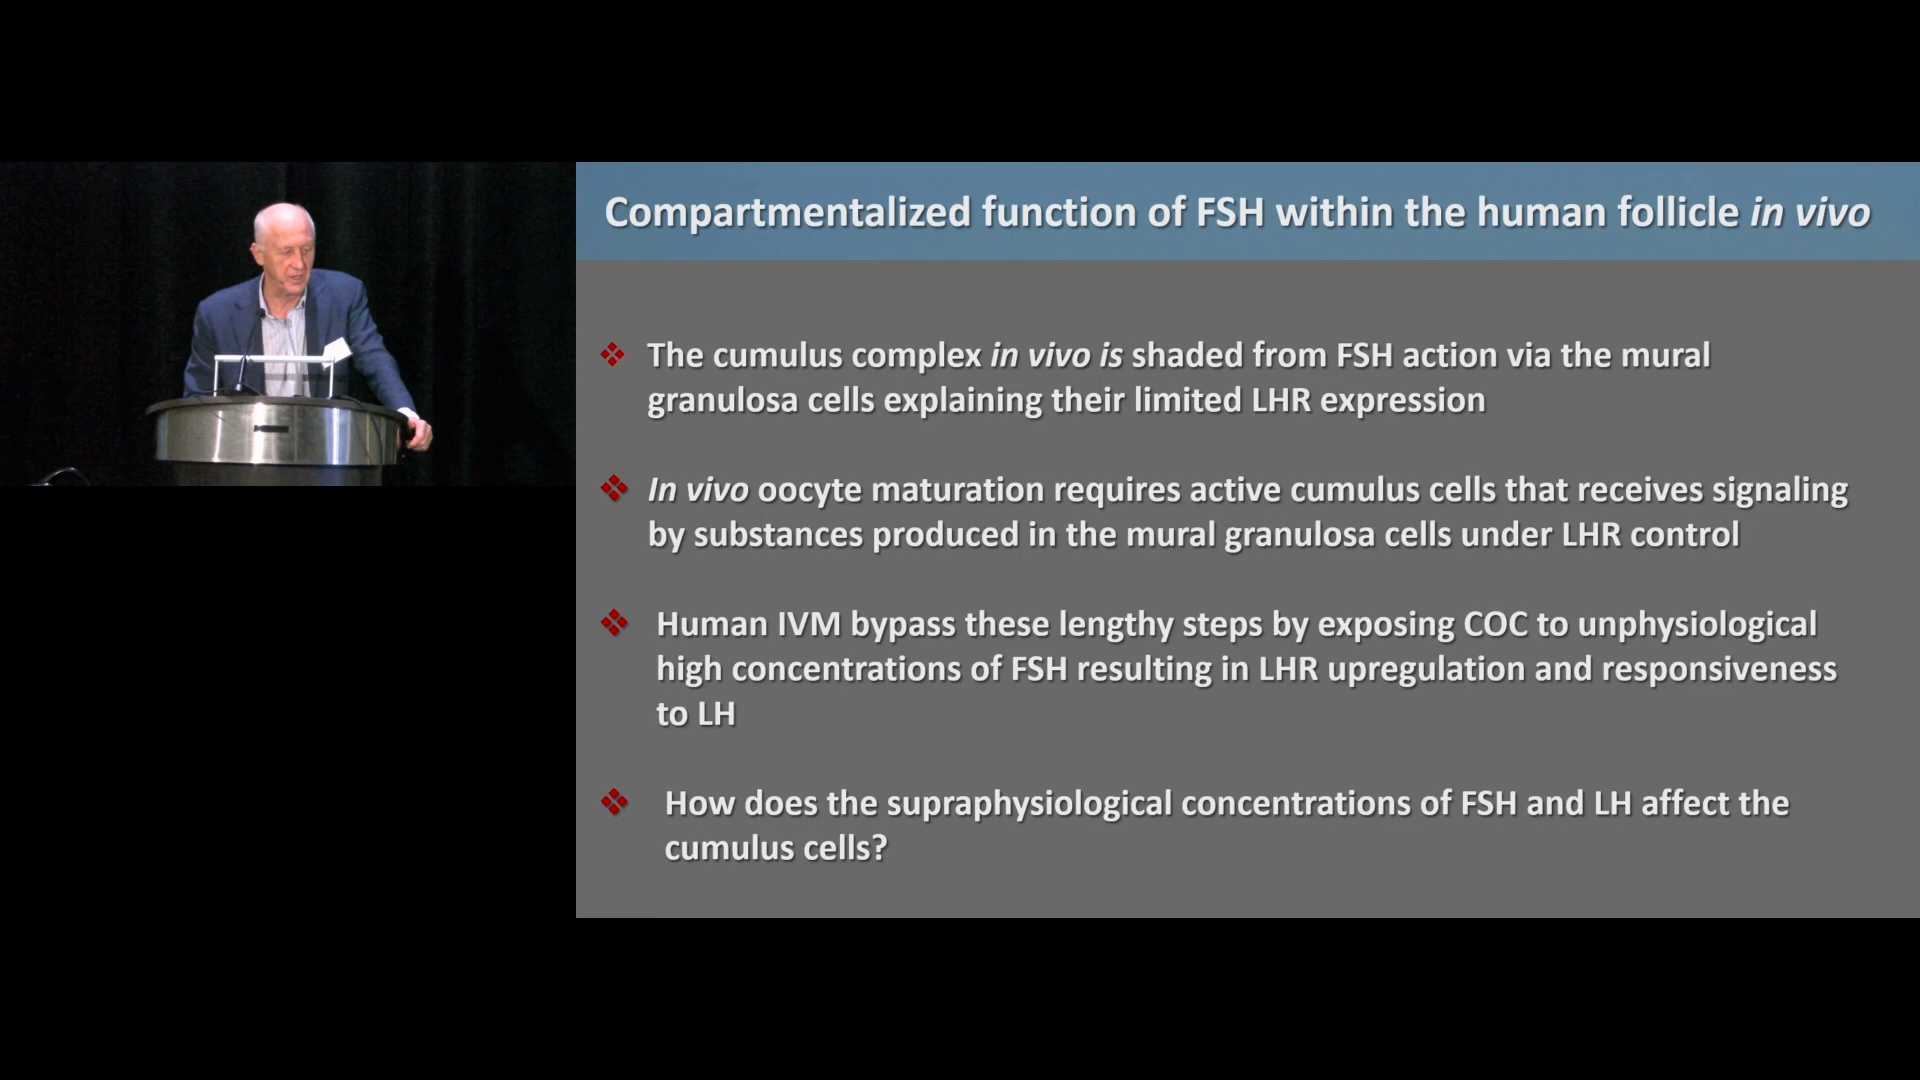 Compartmentalized function of FSH within the human follicle in vivo
The cumulus complex in vivo is shaded from FSH action via the mural
granulosa cells explaining their limited LHR expression
In vivo oocyte maturation requires active cumulus cells that receives signaling
by substances produced in the mural granulosa cells under LHR control
Human IVM bypass these lengthy steps by exposing COC to unphysiological
high concentrations of FSH resulting in LHR upregulation and responsiveness
to LH
How does the supraphysiological concentrations of FSH and LH affect the
cumulus cells?